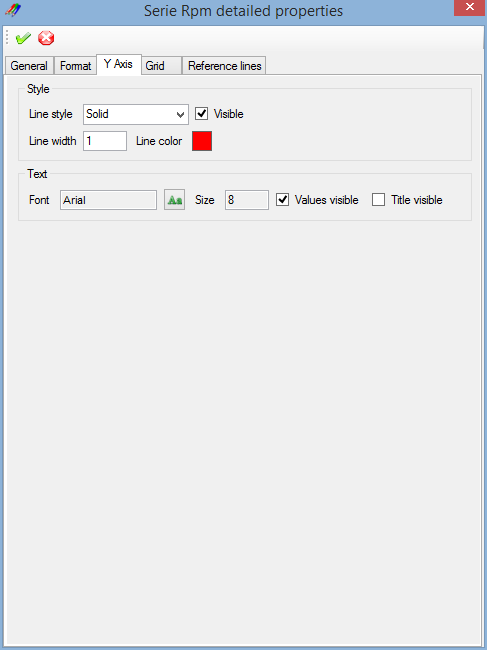 Serie Rpm detailed properties
General Format Y Axis Grid Reference lines
Style
Line style Solid Visible
Line width 1 Line color
Text
Font Arial Aa Size 8 Values visible Title visible